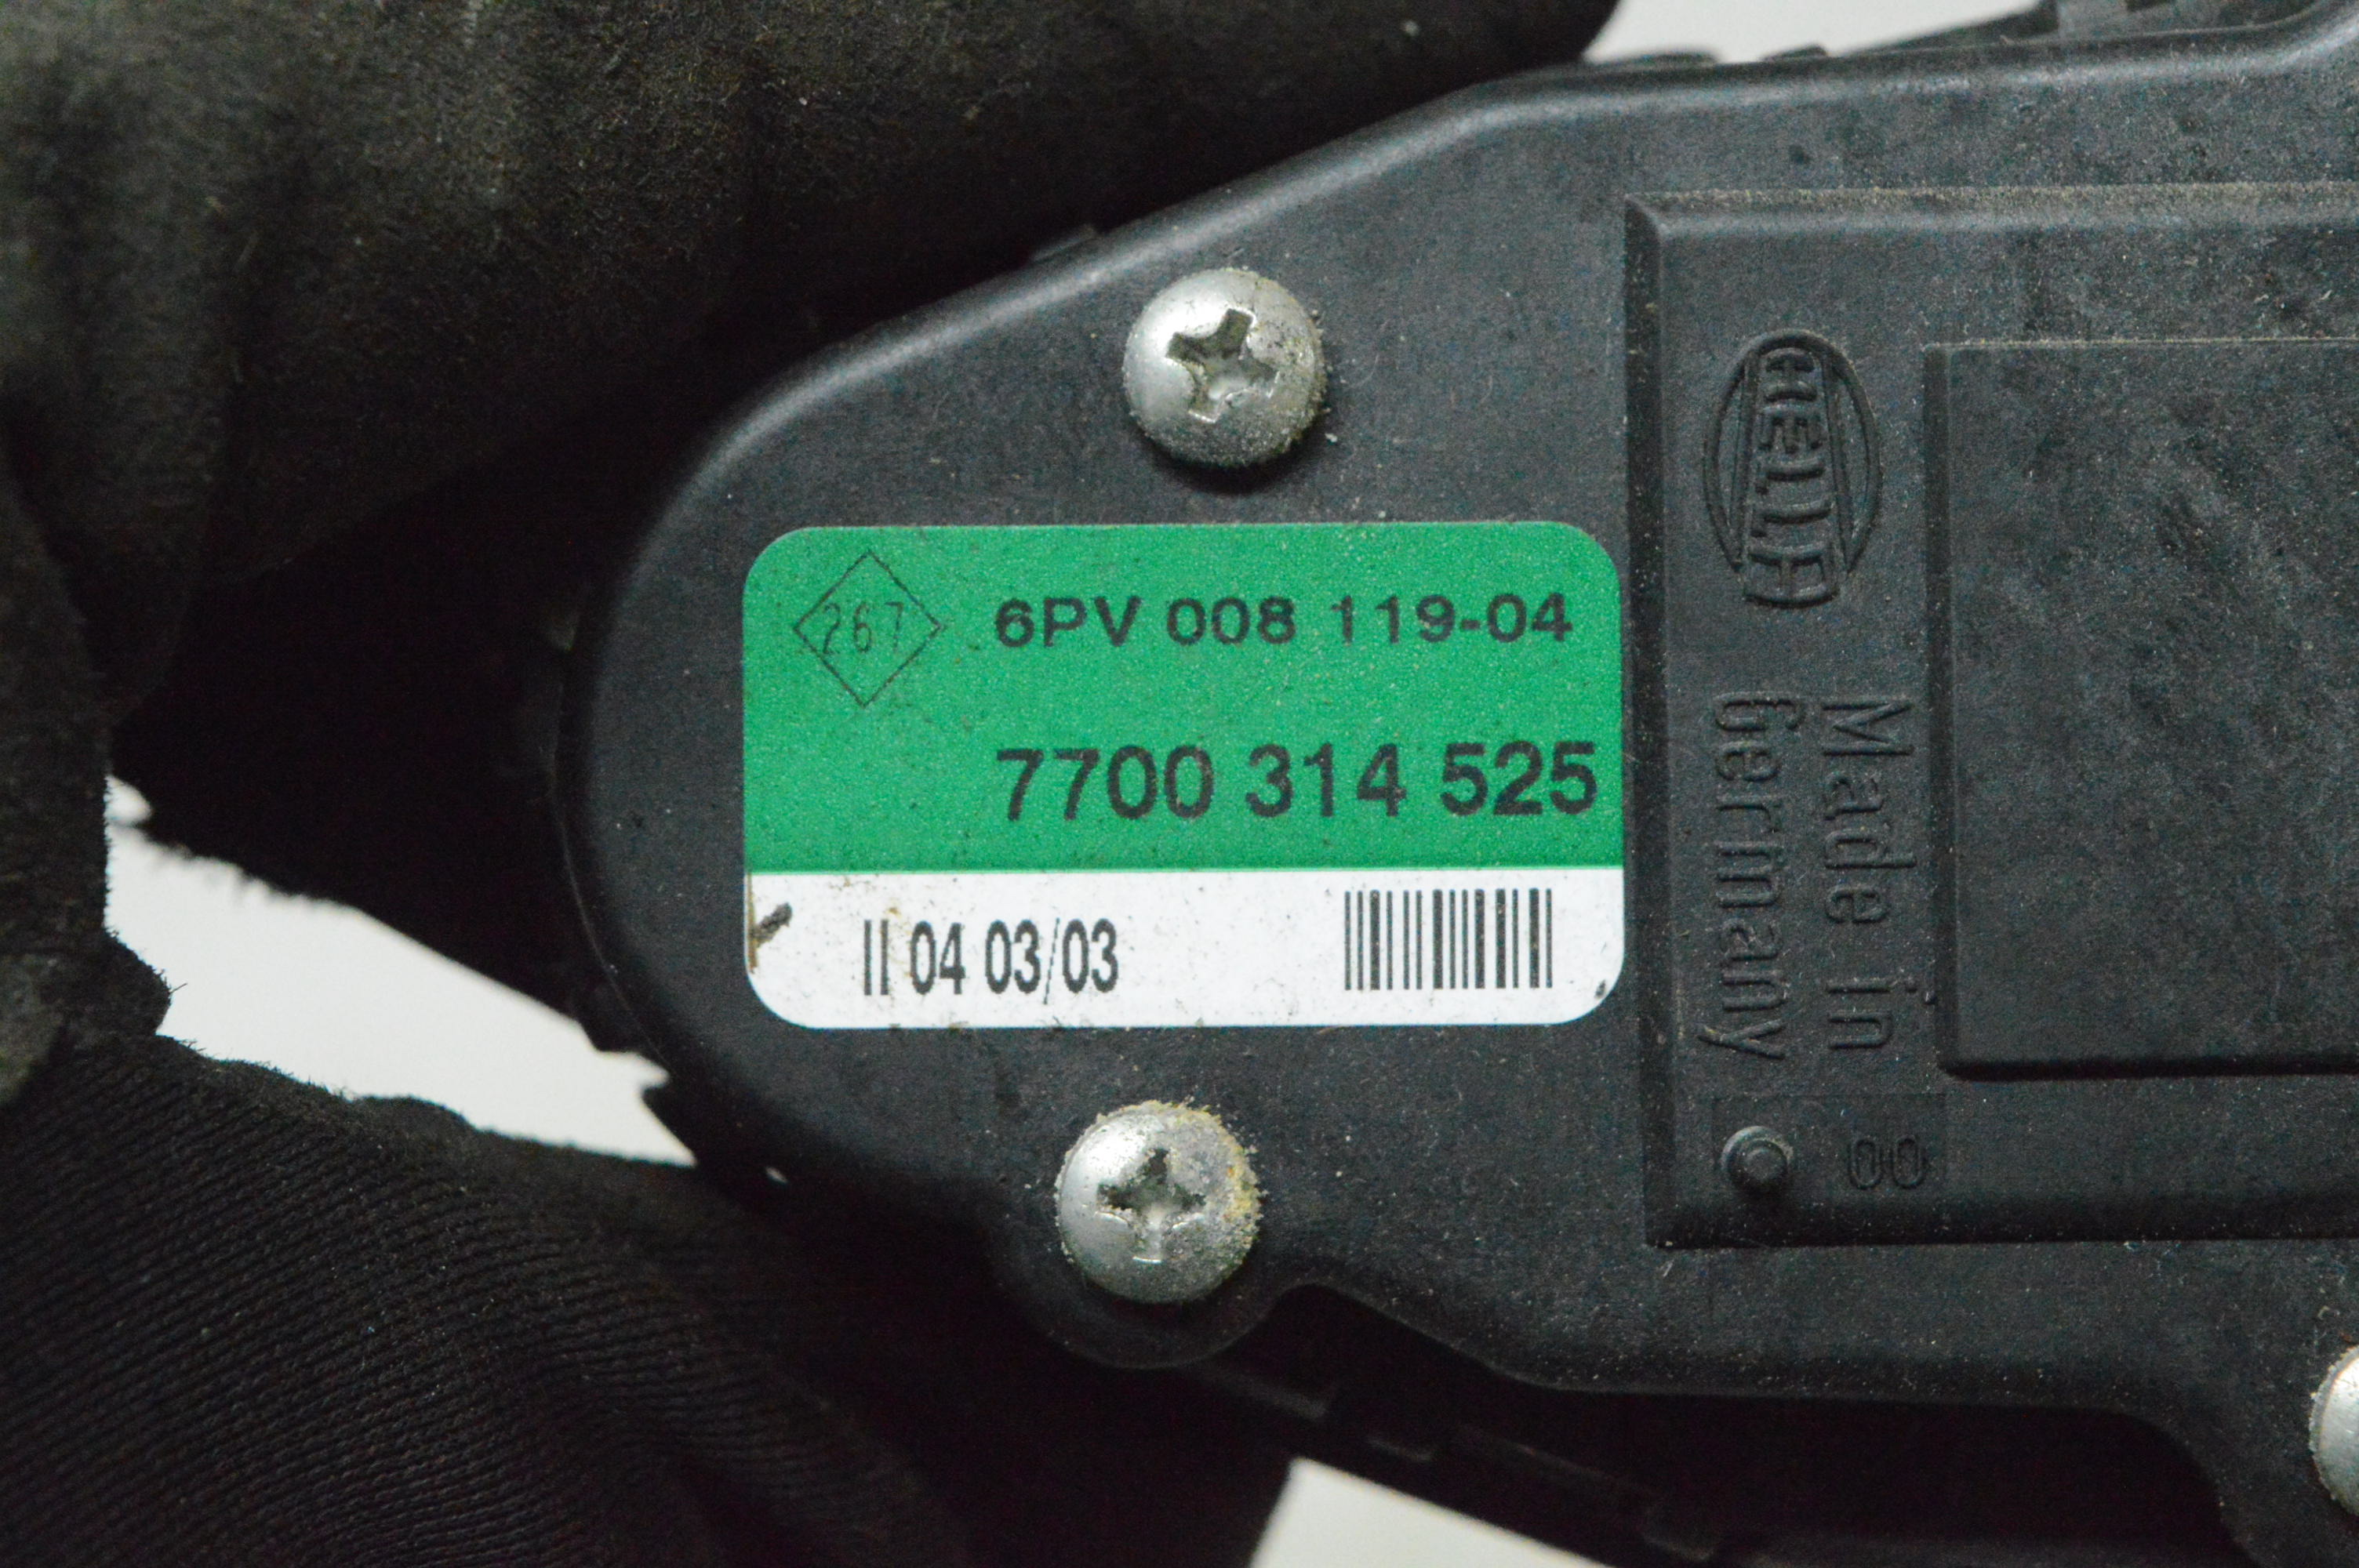 267
6PV 008 119-04
7700 314 525
II 04 03/03
HELLA
Made in
Germany
00